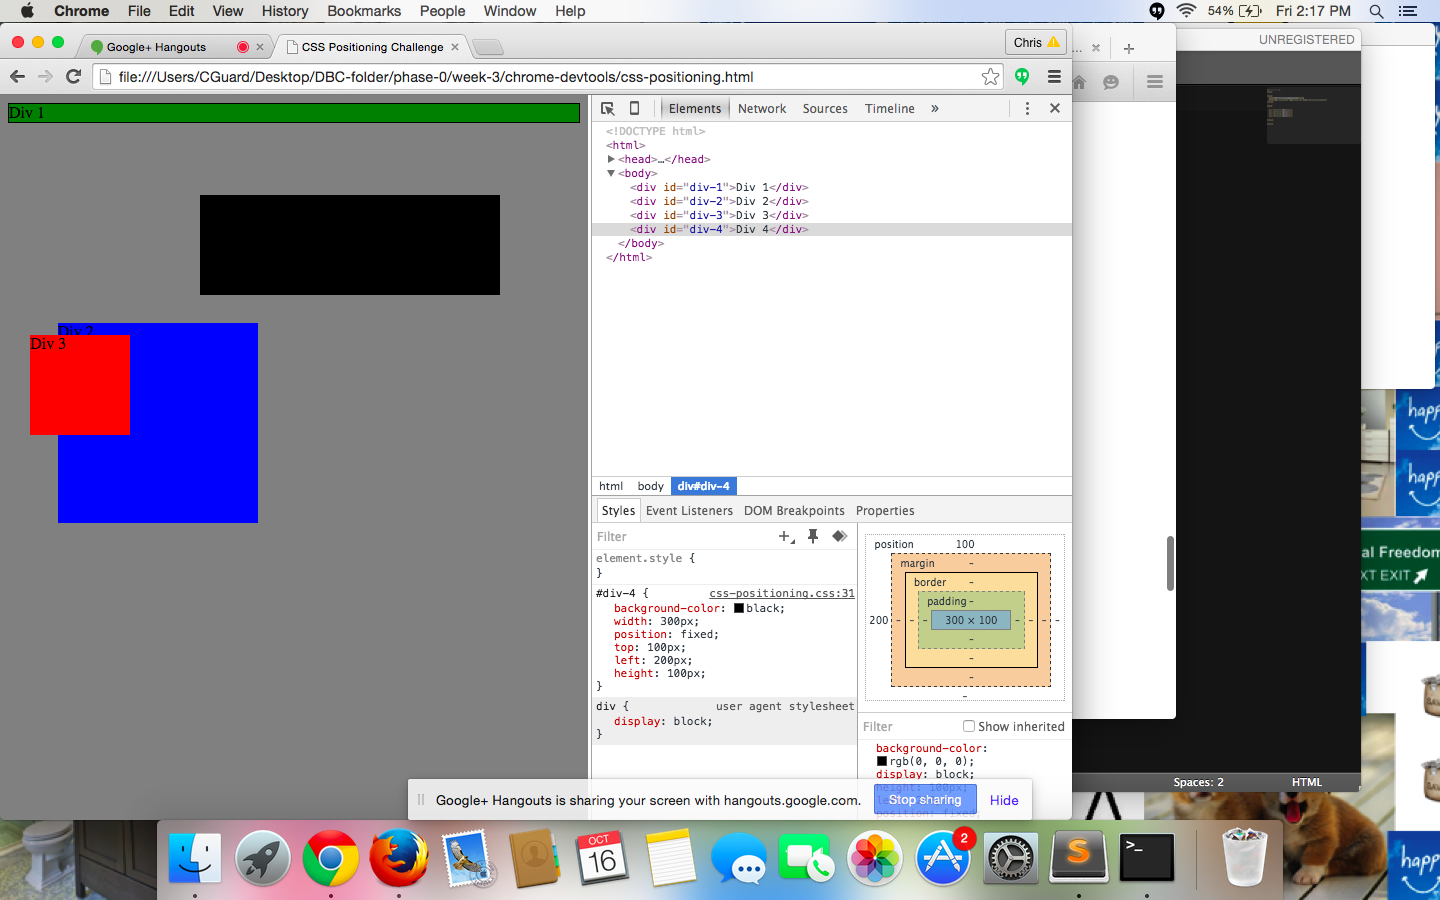 Chrome File Edit View History Bookmarks People Window Help 54% Fri 2:17 PM
Google+ Hangouts × CSS Positioning Challenge × Chris
UNREGISTERED
file:///Users/CGuard/Desktop/DBC-folder/phase-0/week-3/chrome-devtools/css-positioning.html
Div 1
Div 2
Div 3
Elements Network Sources Timeline »
<!DOCTYPE html>
<html>
<head>…</head>
<body>
<div id="div-1">Div 1</div>
<div id="div-2">Div 2</div>
<div id="div-3">Div 3</div>
<div id="div-4">Div 4</div>
</body>
</html>
html body div#div-4
Styles Event Listeners DOM Breakpoints Properties
Filter
element.style {
}
#div-4 { css-positioning.css:31
background-color: black;
width: 300px;
position: fixed;
top: 100px;
left: 200px;
height: 100px;
}
div { user agent stylesheet
display: block;
}
position 100
margin -
border -
padding -
200 - - - 300 × 100 - - - -
-
-
-
-
Filter Show inherited
background-color:
rgb(0, 0, 0);
display: block;
height: 100px;
position: fixed;
Google+ Hangouts is sharing your screen with hangouts.google.com. Stop sharing Hide
Spaces: 2 HTML
happ
happ
al Freedom
XT EXIT
happ
happ
OCT
16
2
S
>_